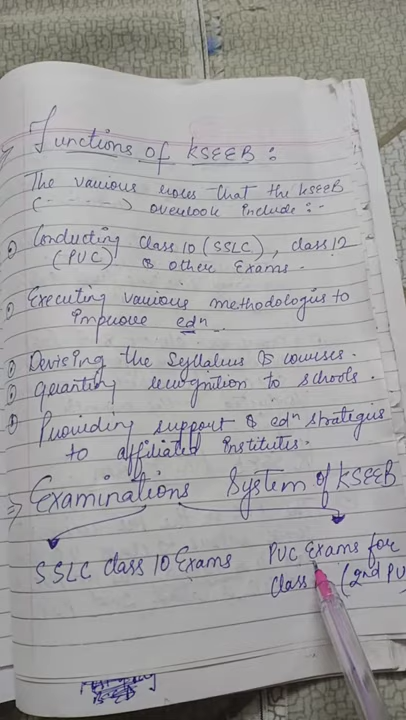 Functions of KSEEB :
The various roles that the KSEEB
(- - - - - -) overlook include :-
Conducting Class 10 (SSLC), class 12
(PUC) & other Exams.
Executing various methodologies to
improve edⁿ.
Devising the Syllabus & courses.
Granting recognition to schools.
Providing support & edⁿ strategies
to affiliated institutes.
⇒ Examinations System of KSEEB
SSLC Class 10 Exams
PUC Exams for
Class (2nd PU